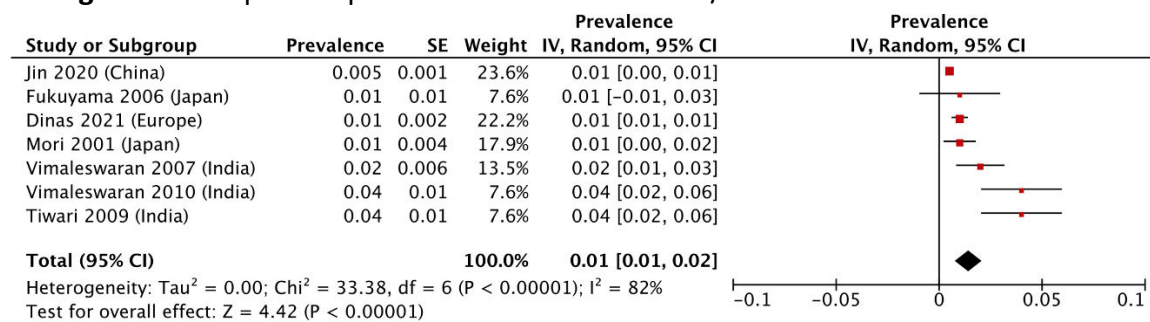 Prevalence Prevalence
Study or Subgroup Prevalence SE Weight IV, Random, 95% CI IV, Random, 95% CI
Jin 2020 (China) 0.005 0.001 23.6% 0.01 [0.00, 0.01]
Fukuyama 2006 (Japan) 0.01 0.01 7.6% 0.01 [-0.01, 0.03]
Dinas 2021 (Europe) 0.01 0.002 22.2% 0.01 [0.01, 0.01]
Mori 2001 (Japan) 0.01 0.004 17.9% 0.01 [0.00, 0.02]
Vimaleswaran 2007 (India) 0.02 0.006 13.5% 0.02 [0.01, 0.03]
Vimaleswaran 2010 (India) 0.04 0.01 7.6% 0.04 [0.02, 0.06]
Tiwari 2009 (India) 0.04 0.01 7.6% 0.04 [0.02, 0.06]
Total (95% CI) 100.0% 0.01 [0.01, 0.02]
Heterogeneity: Tau² = 0.00; Chi² = 33.38, df = 6 (P < 0.00001); I² = 82%
Test for overall effect: Z = 4.42 (P < 0.00001)
-0.1 -0.05 0 0.05 0.1